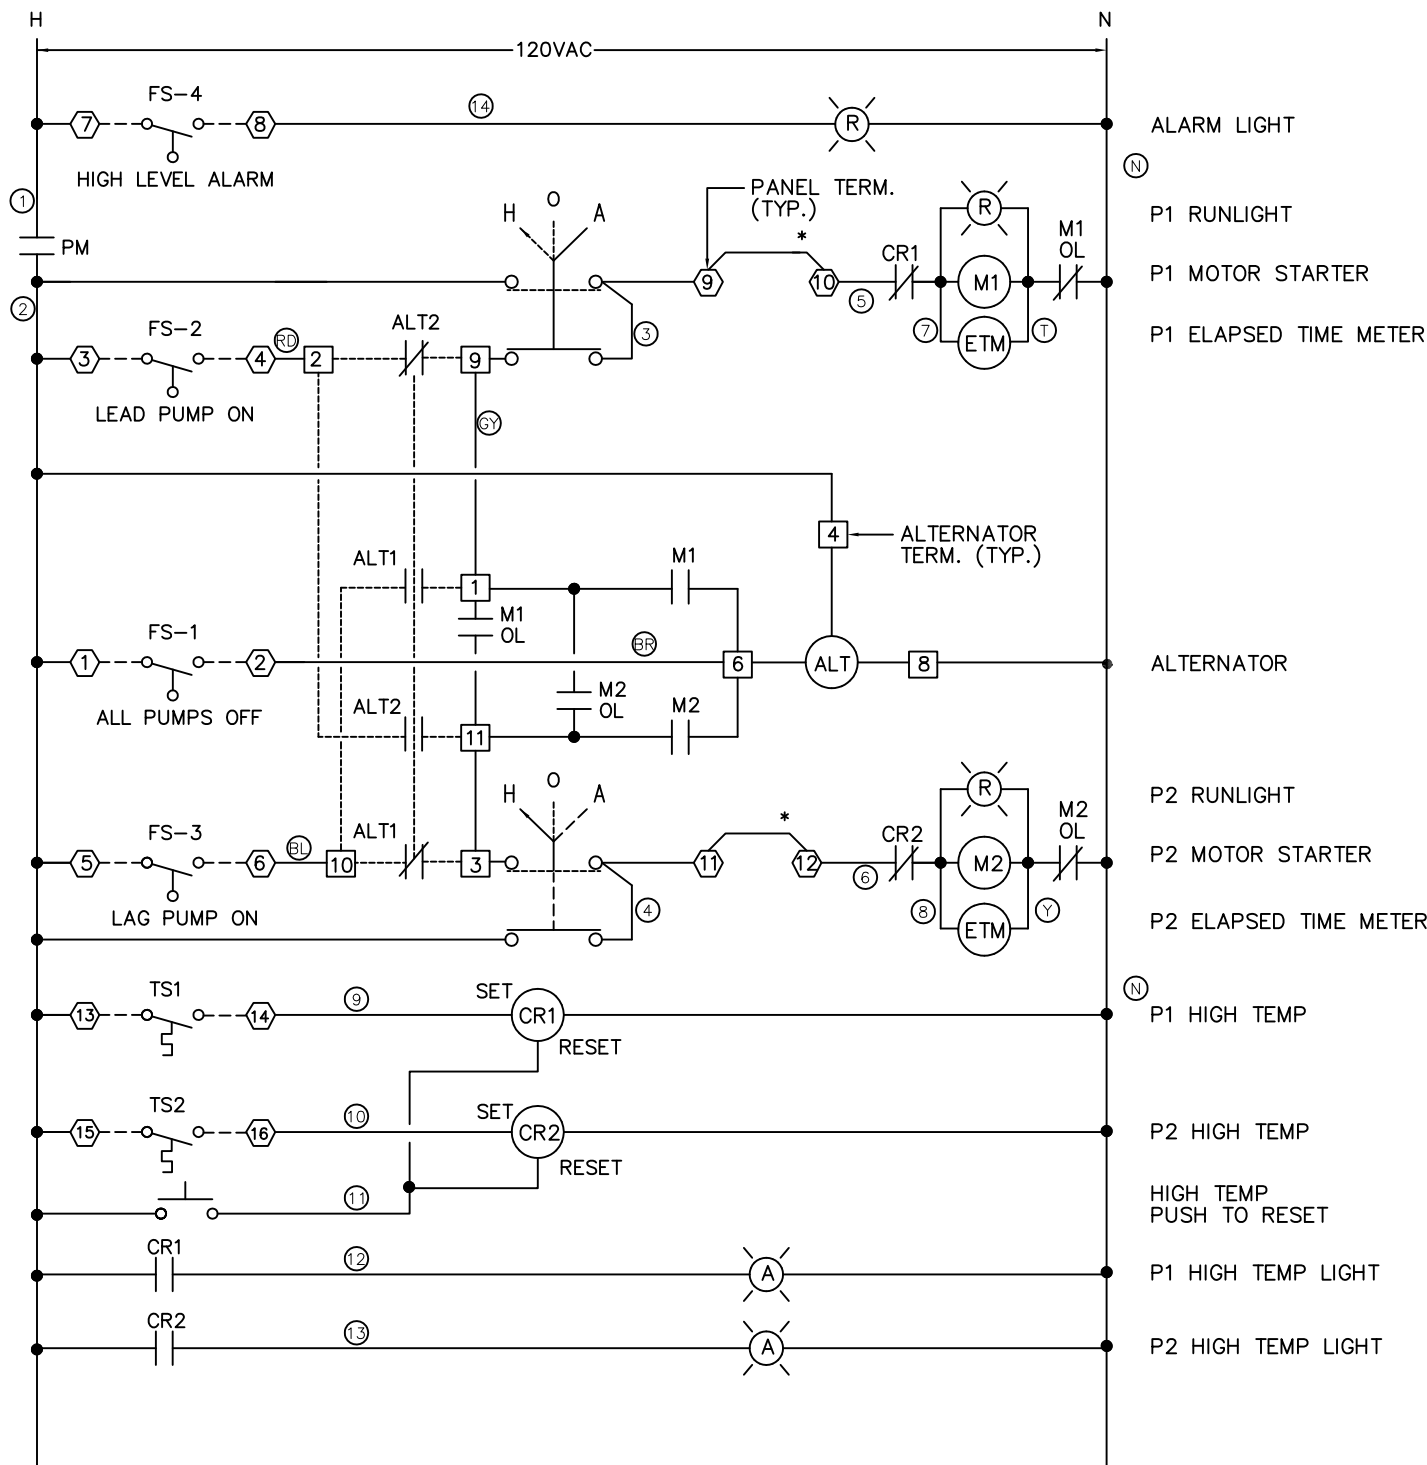 H N
120VAC
FS-4 14
7 8 R ALARM LIGHT
HIGH LEVEL ALARM N
1 PANEL TERM.
(TYP.)
H O A * R P1 RUNLIGHT
PM CR1 M1
OL
9 10 M1 P1 MOTOR STARTER
2 5
FS-2 RD ALT2 3 7 T
3 4 2 9 ETM P1 ELAPSED TIME METER
LEAD PUMP ON GY
4 ALTERNATOR
TERM. (TYP.)
ALT1 M1
1
M1
OL
FS-1 BR
1 2 6 ALT 8 ALTERNATOR
M2
OL
ALL PUMPS OFF ALT2 M2
11
H O A R P2 RUNLIGHT
* M2
OL
FS-3 BL ALT1 CR2
5 6 10 3 11 12 M2 P2 MOTOR STARTER
6
LAG PUMP ON 4 8 Y
ETM P2 ELAPSED TIME METER
TS1 9 SET N
13 14 CR1 P1 HIGH TEMP
RESET
TS2 10 SET
15 16 CR2 P2 HIGH TEMP
RESET
11 HIGH TEMP
PUSH TO RESET
CR1 12
A P1 HIGH TEMP LIGHT
CR2 13
A P2 HIGH TEMP LIGHT